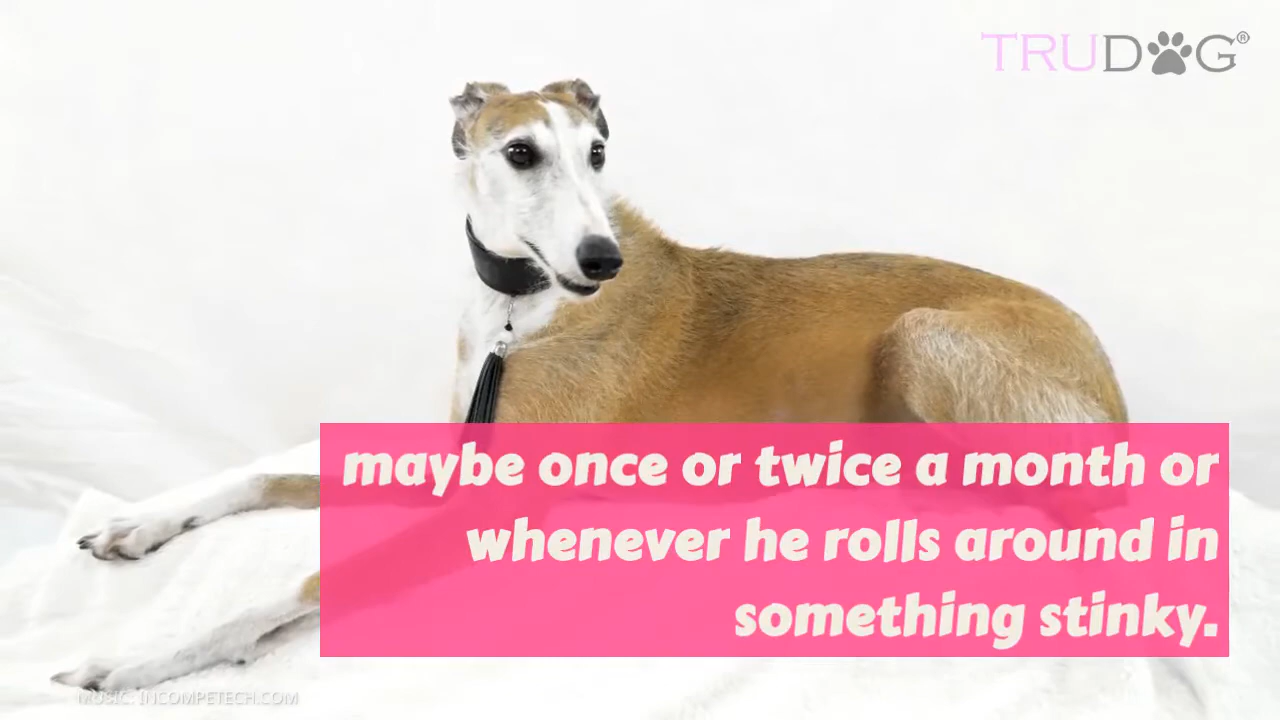 TRUDOG®
maybe once or twice a month or
whenever he rolls around in
something stinky.
MUSIC: INCOMPETECH.COM